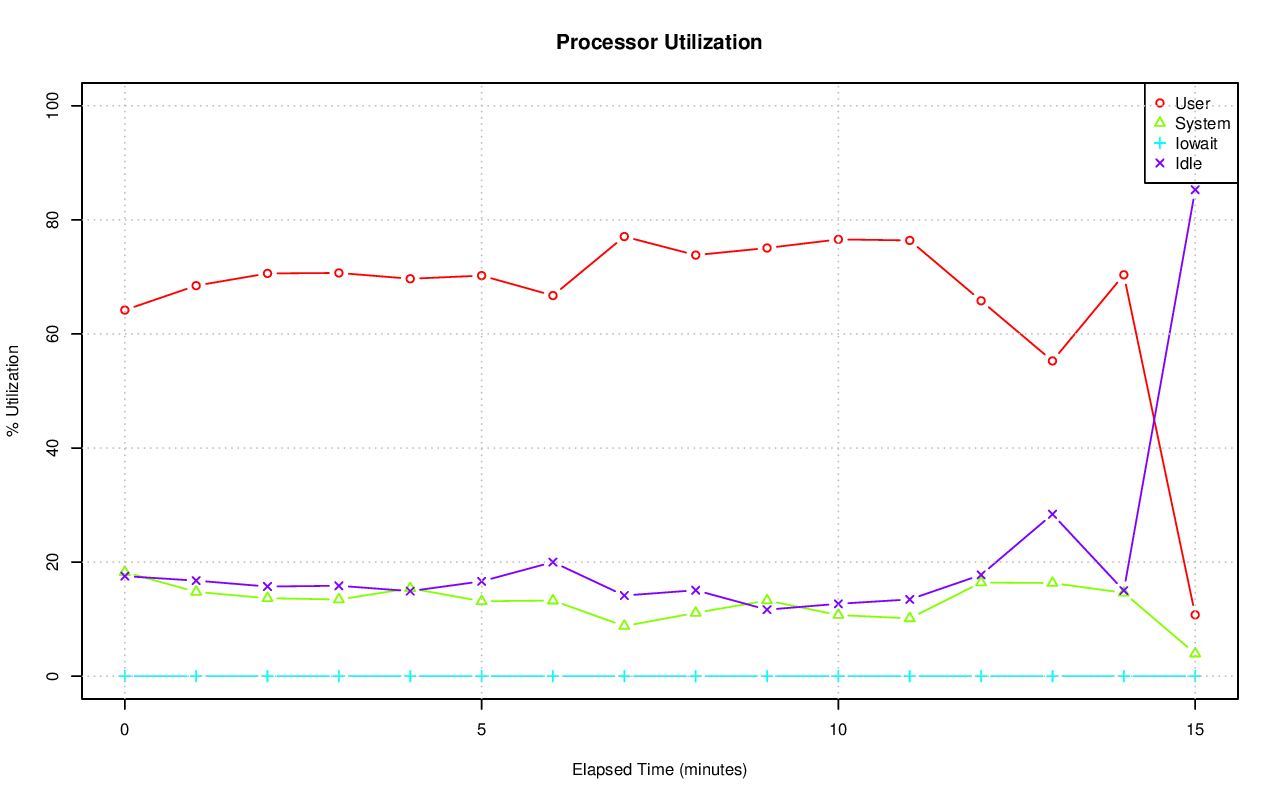 Processor Utilization
% Utilization
100
80
60
40
20
0
User
System
Iowait
Idle
0 5 10 15
Elapsed Time (minutes)